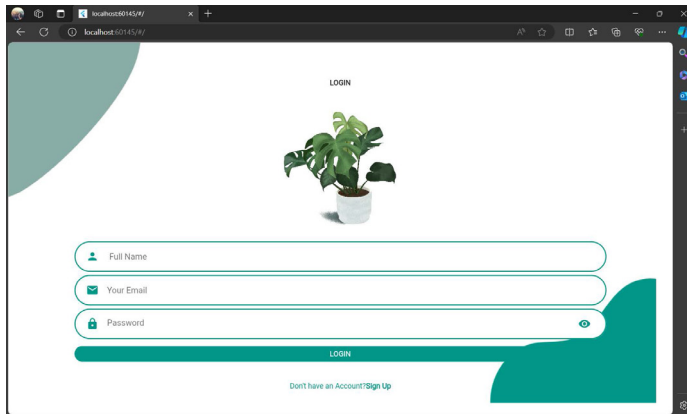 localhost:60145/#/
localhost:60145/#/
LOGIN
Full Name
Your Email
Password
LOGIN
Don't have an Account?Sign Up